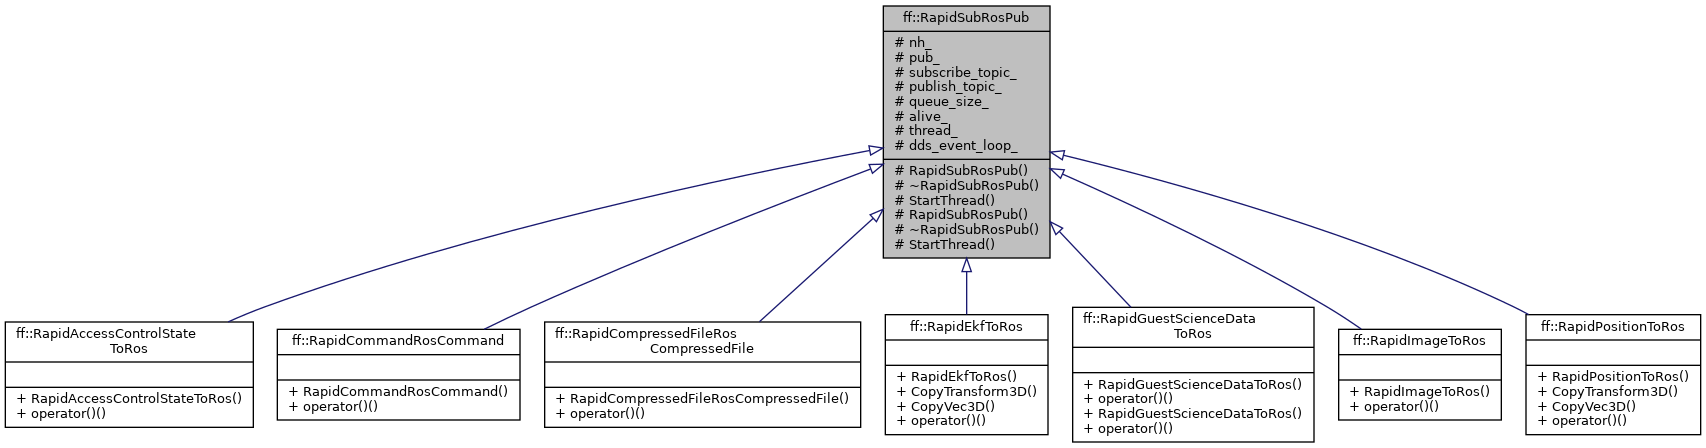 ff::RapidSubRosPub
# nh_
# pub_
# subscribe_topic_
# publish_topic_
# queue_size_
# alive_
# thread_
# dds_event_loop_
# RapidSubRosPub()
# ~RapidSubRosPub()
# StartThread()
# RapidSubRosPub()
# ~RapidSubRosPub()
# StartThread()
ff::RapidAccessControlState
ToRos
+ RapidAccessControlStateToRos()
+ operator()()
ff::RapidCommandRosCommand
+ RapidCommandRosCommand()
+ operator()()
ff::RapidCompressedFileRos
CompressedFile
+ RapidCompressedFileRosCompressedFile()
+ operator()()
ff::RapidEkfToRos
+ RapidEkfToRos()
+ CopyTransform3D()
+ CopyVec3D()
+ operator()()
ff::RapidGuestScienceData
ToRos
+ RapidGuestScienceDataToRos()
+ operator()()
+ RapidGuestScienceDataToRos()
+ operator()()
ff::RapidImageToRos
+ RapidImageToRos()
+ operator()()
ff::RapidPositionToRos
+ RapidPositionToRos()
+ CopyTransform3D()
+ CopyVec3D()
+ operator()()